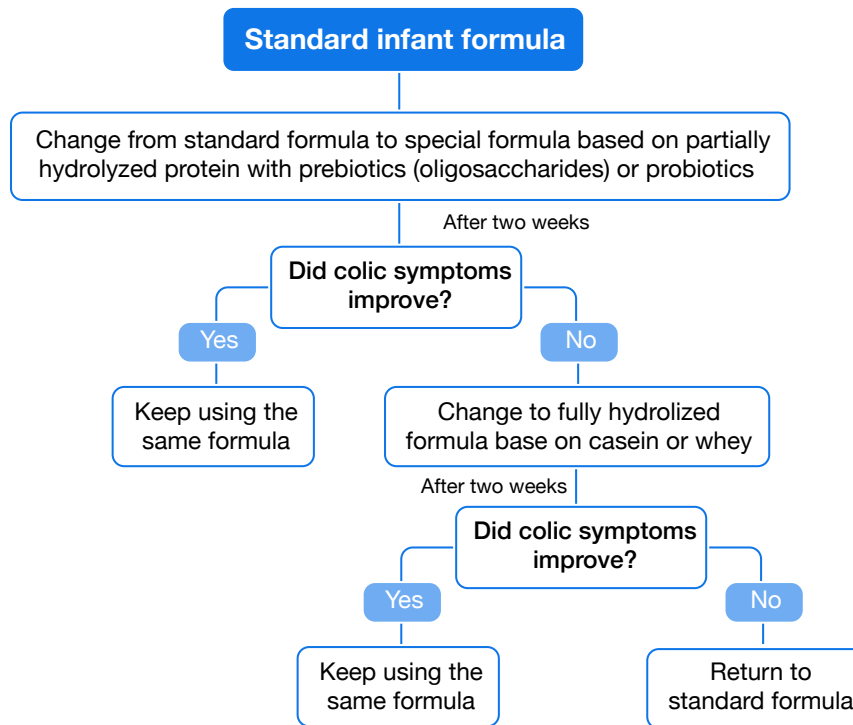 Standard infant formula
Change from standard formula to special formula based on partially
hydrolyzed protein with prebiotics (oligosaccharides) or probiotics
After two weeks
Did colic symptoms
improve?
Yes
No
Keep using the
same formula
Change to fully hydrolized
formula base on casein or whey
After two weeks
Did colic symptoms
improve?
Yes
No
Keep using the
same formula
Return to
standard formula